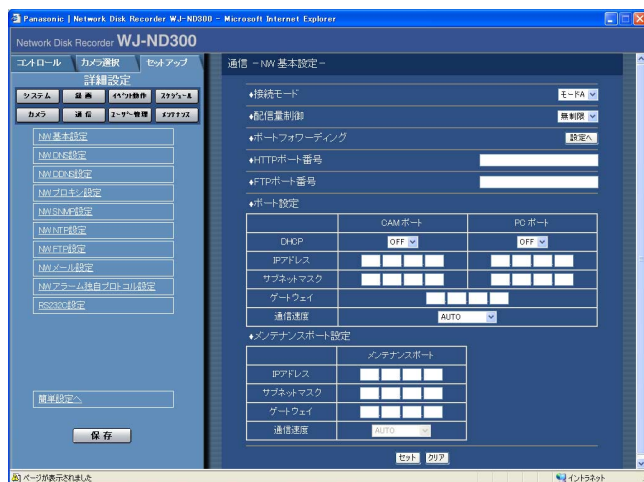 Panasonic | Network Disk Recorder WJ-ND300 - Microsoft Internet Explorer
Network Disk Recorder WJ-ND300
コントロール カメラ選択 セットアップ
詳細設定
システム 録画 イベント動作 スケジュール
カメラ 通信 ユーザー管理 メンテナンス
NW基本設定
NW DNS設定
NW DDNS設定
NWプロキシ設定
NW SNMP設定
NW NTP設定
NW FTP設定
NWメール設定
NWアラーム独自プロトコル設定
RS232C設定
簡単設定へ
保存
通信 -NW 基本設定-
♦接続モード モードA
♦配信量制御 無制限
♦ポートフォワーディング 設定へ
♦HTTPポート番号
♦FTPポート番号
♦ポート設定
CAMポート PCポート
DHCP OFF OFF
IPアドレス
サブネットマスク
ゲートウェイ
通信速度 AUTO
♦メンテナンスポート設定
メンテナンスポート
IPアドレス
サブネットマスク
ゲートウェイ
通信速度 AUTO
セット クリア
ページが表示されました イントラネット